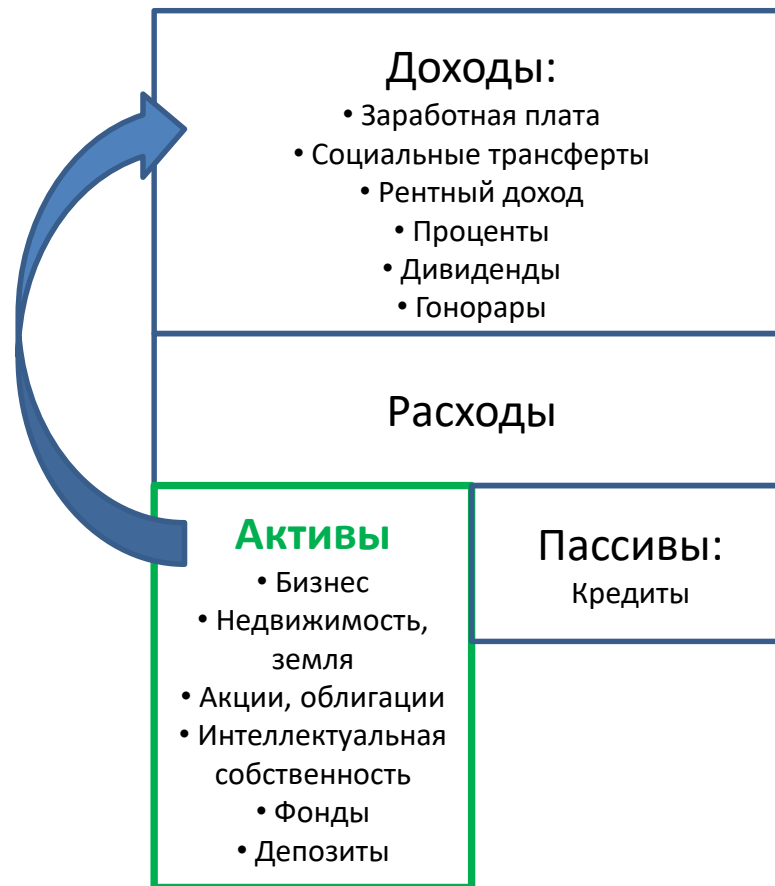 Доходы:
• Заработная плата
• Социальные трансферты
• Рентный доход
• Проценты
• Дивиденды
• Гонорары
Расходы
Активы
• Бизнес
• Недвижимость,
земля
• Акции, облигации
• Интеллектуальная
собственность
• Фонды
• Депозиты
Пассивы:
Кредиты